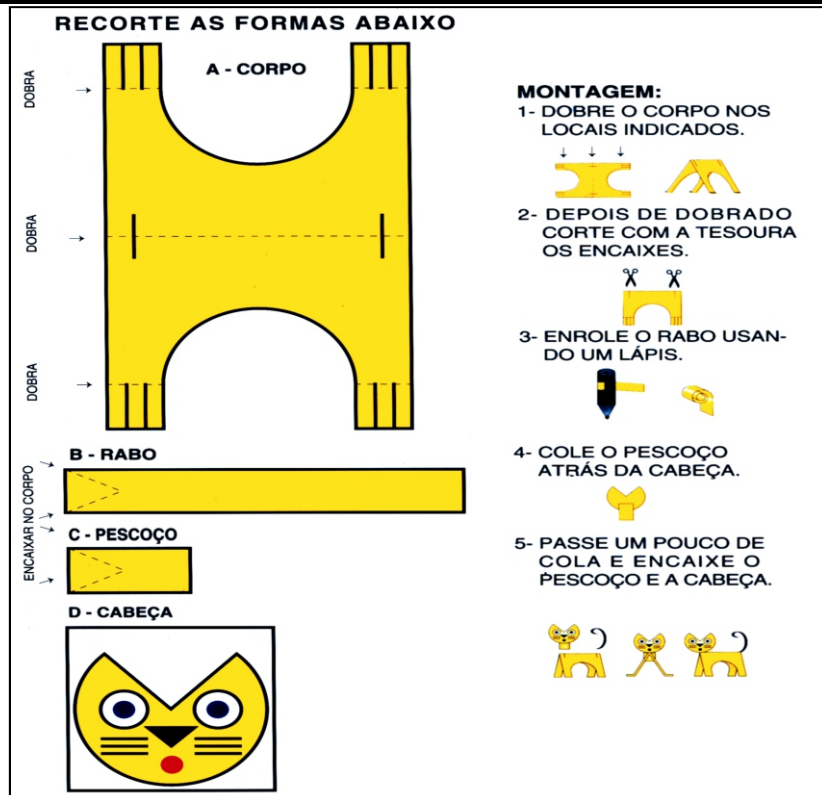 RECORTE AS FORMAS ABAIXO
A - CORPO
DOBRA
DOBRA
DOBRA
B - RABO
ENCAIXAR NO CORPO
C - PESCOÇO
D - CABEÇA
MONTAGEM:
1- DOBRE O CORPO NOS
LOCAIS INDICADOS.
2- DEPOIS DE DOBRADO
CORTE COM A TESOURA
OS ENCAIXES.
3- ENROLE O RABO USAN-
DO UM LÁPIS.
4- COLE O PESCOÇO
ATRÁS DA CABEÇA.
5- PASSE UM POUCO DE
COLA E ENCAIXE O
PESCOÇO E A CABEÇA.